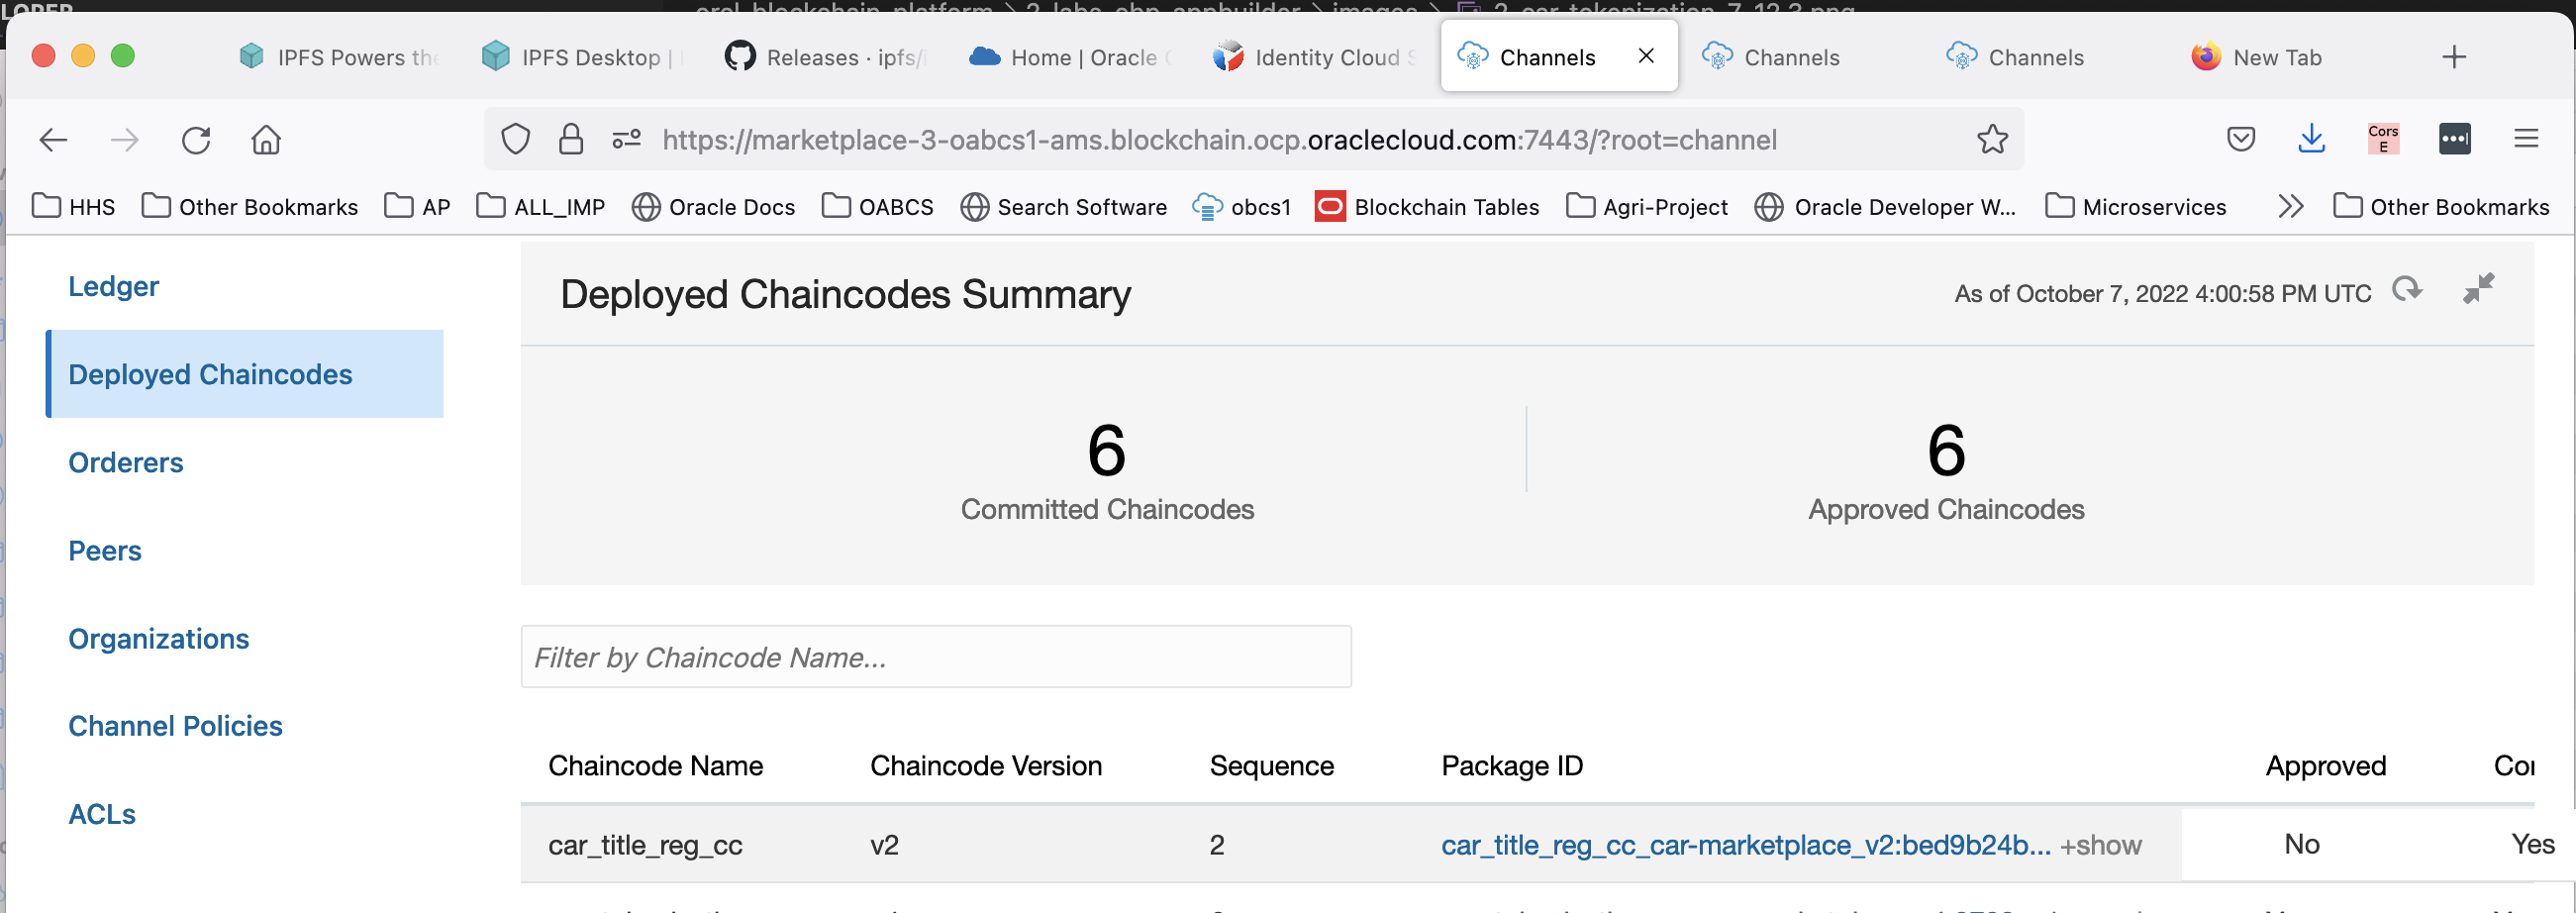 IPFS Powers the
IPFS Desktop |
Releases · ipfs/i
Home | Oracle C
Identity Cloud S
Channels
Channels
Channels
New Tab
https://marketplace-3-oabcs1-ams.blockchain.ocp.oraclecloud.com:7443/?root=channel
Cors
E
HHS
Other Bookmarks
AP
ALL_IMP
Oracle Docs
OABCS
Search Software
obcs1
Blockchain Tables
Agri-Project
Oracle Developer W...
Microservices
Other Bookmarks
Ledger
Deployed Chaincodes
Orderers
Peers
Organizations
Channel Policies
ACLs
Deployed Chaincodes Summary
As of October 7, 2022 4:00:58 PM UTC
6
Committed Chaincodes
6
Approved Chaincodes
Filter by Chaincode Name...
Chaincode Name Chaincode Version Sequence Package ID Approved Cor
car_title_reg_cc v2 2 car_title_reg_cc_car-marketplace_v2:bed9b24b... +show No Yes